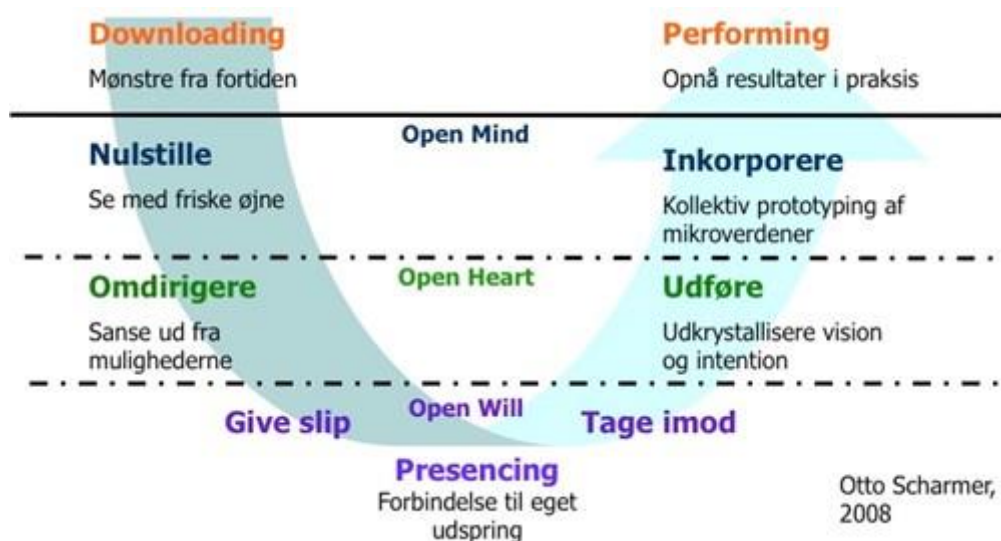 Downloading
Mønstre fra fortiden
Performing
Opnå resultater i praksis
Open Mind
Nulstille
Se med friske øjne
Inkorporere
Kollektiv prototyping af
mikroverdener
Open Heart
Omdirigere
Sanse ud fra
mulighederne
Udføre
Udkrystallisere vision
og intention
Open Will
Give slip
Tage imod
Presencing
Forbindelse til eget
udspring
Otto Scharmer,
2008